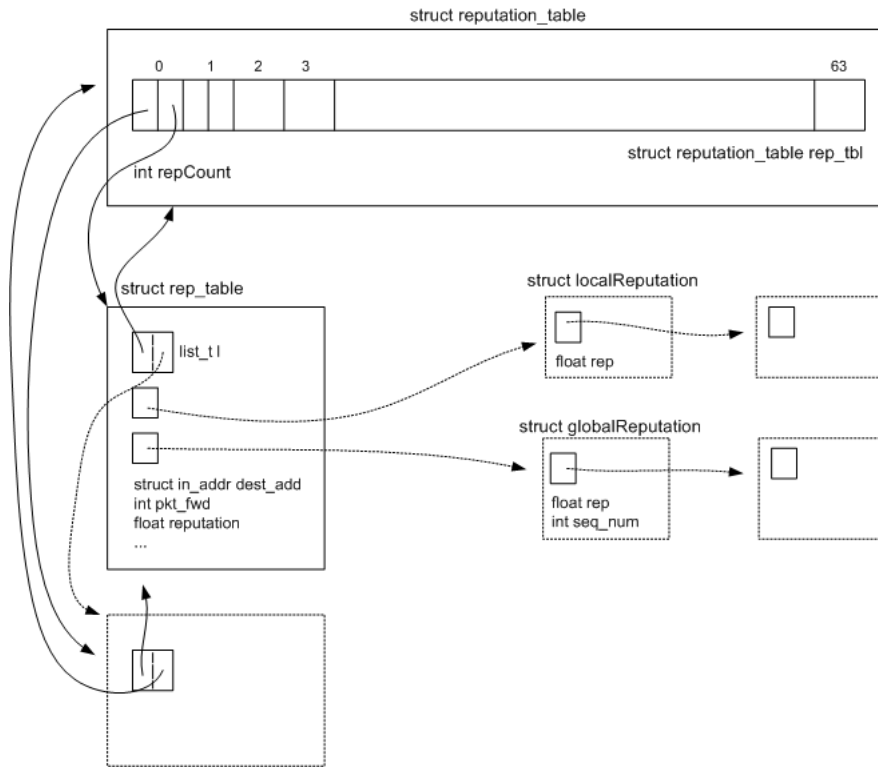 struct reputation_table
0
1
2
3
63
struct reputation_table rep_tbl
int repCount
struct rep_table
list_t l
struct in_addr dest_add
int pkt_fwd
float reputation
...
struct localReputation
float rep
struct globalReputation
float rep
int seq_num